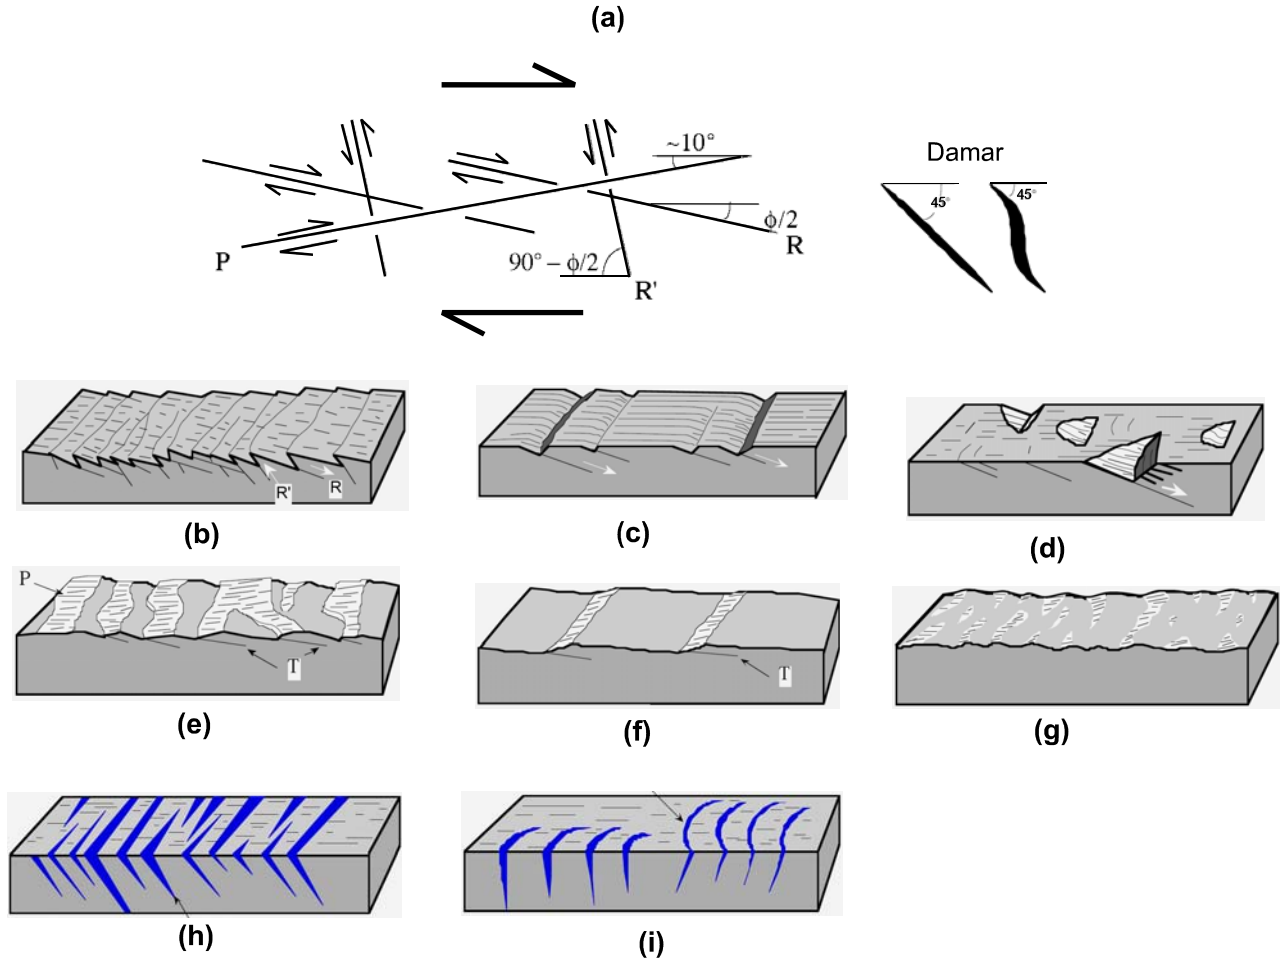 (a)
~10°
Damar
45°
45°
ϕ/2
P
R
90° – ϕ/2
R'
R'
R
(b)
(c)
(d)
P
T
T
(e)
(f)
(g)
(h)
(i)